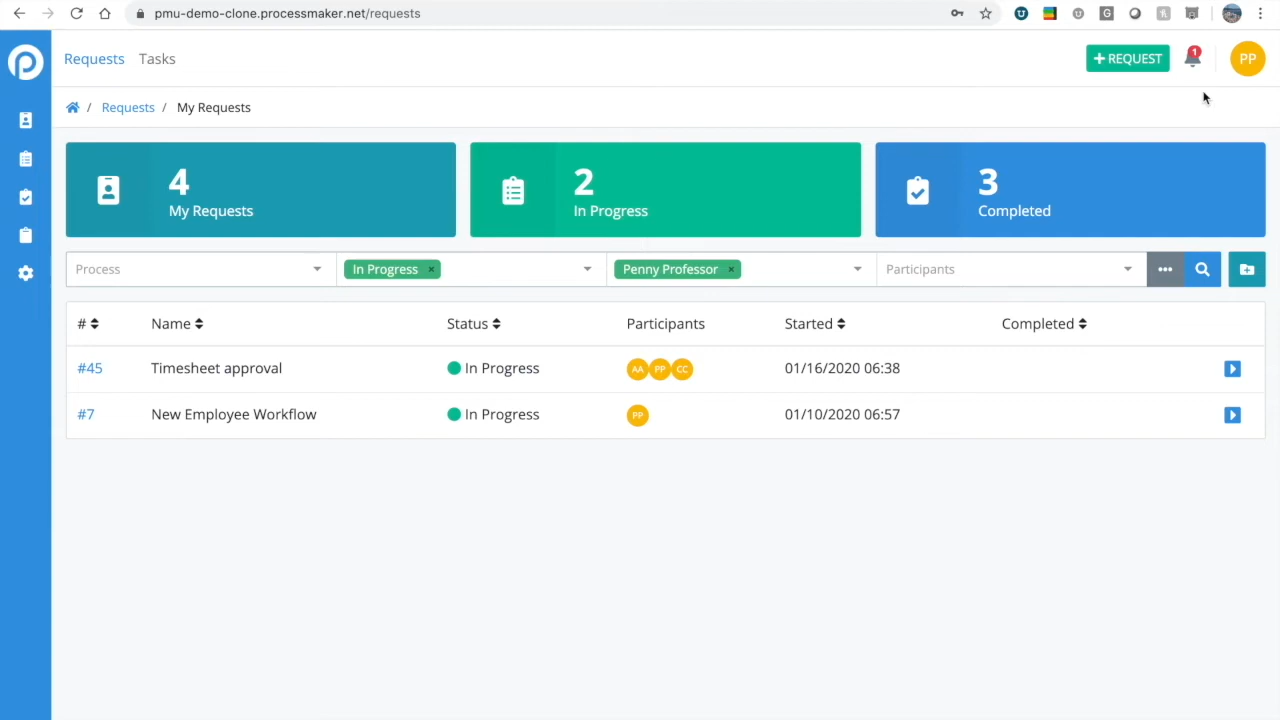 pmu-demo-clone.processmaker.net/requests
Requests Tasks + REQUEST 1 PP
/ Requests / My Requests
4
My Requests
2
In Progress
3
Completed
Process In Progress × Penny Professor × Participants
# Name Status Participants Started Completed
#45 Timesheet approval In Progress AA PP CC 01/16/2020 06:38
#7 New Employee Workflow In Progress PP 01/10/2020 06:57